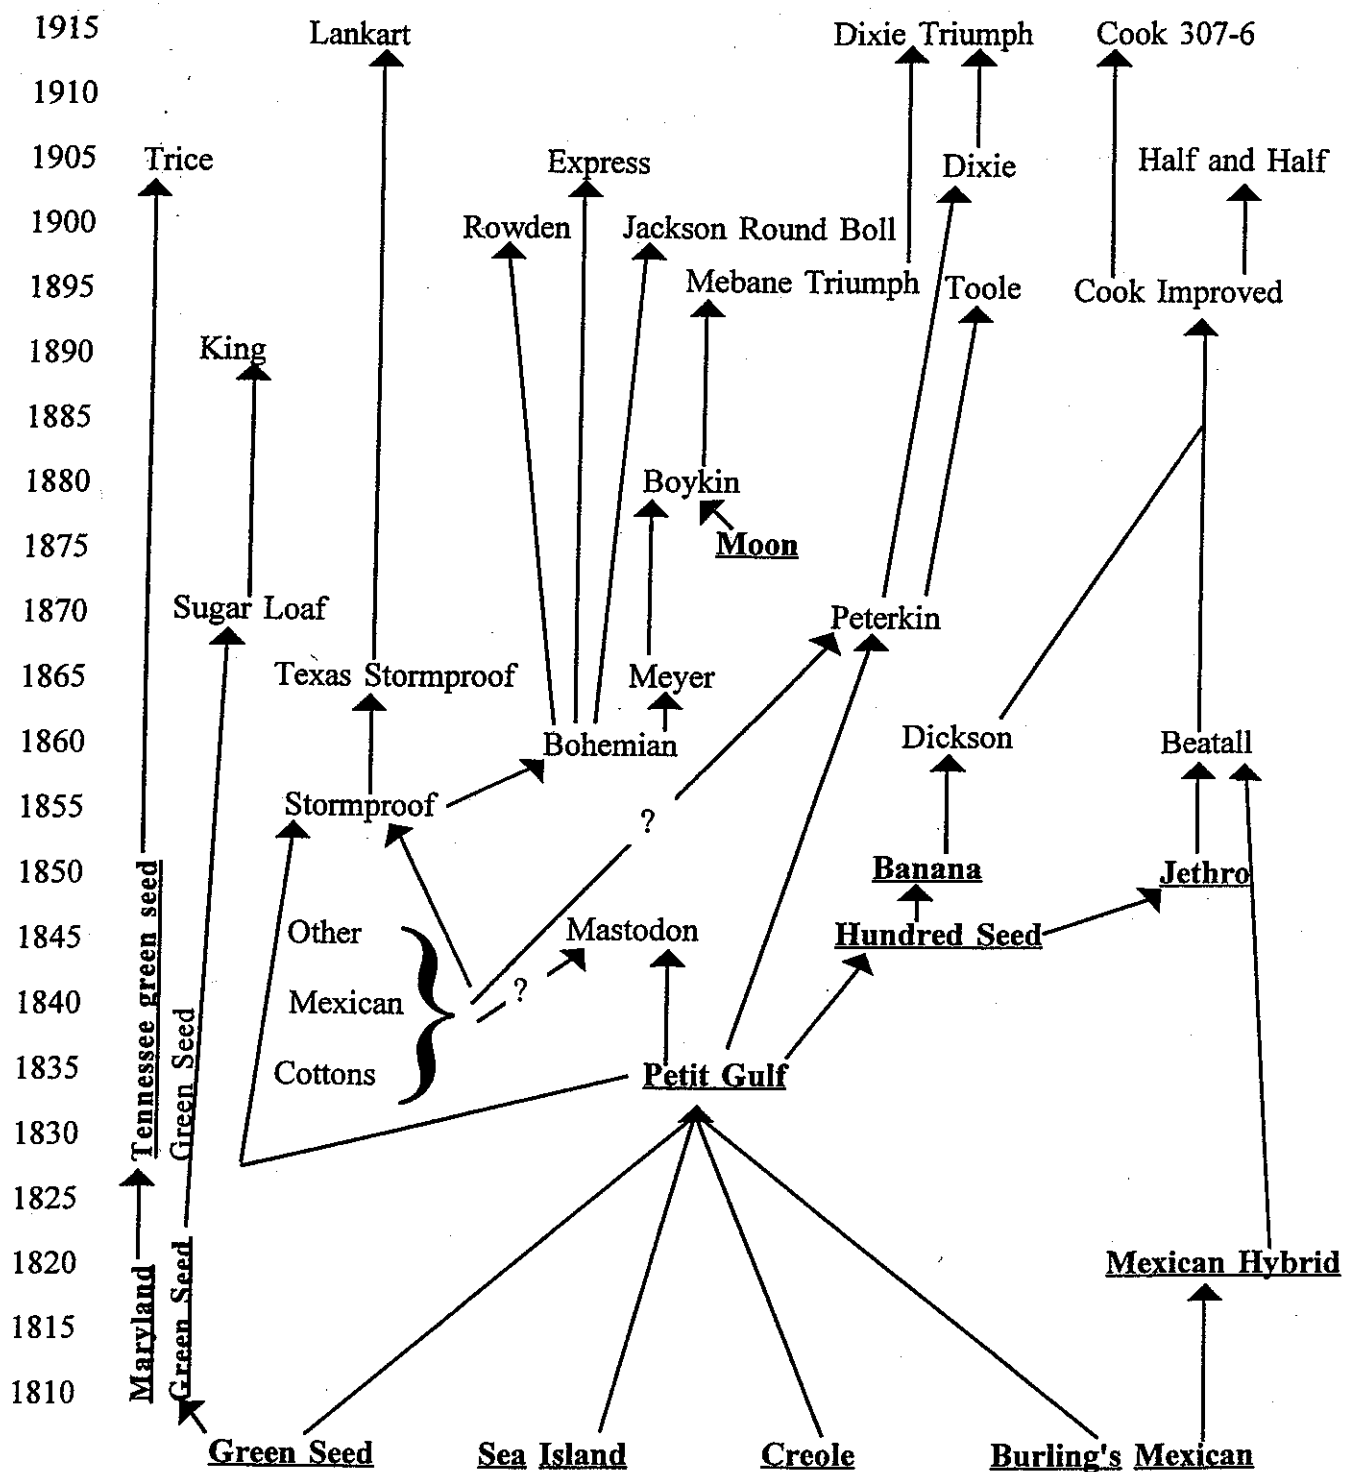 1915
Lankart
Dixie Triumph
Cook 307-6
1910
1905
Trice
Express
Dixie
Half and Half
1900
Rowden
Jackson Round Boll
1895
Mebane Triumph
Toole
Cook Improved
1890
King
1885
1880
Boykin
1875
Moon
1870
Sugar Loaf
Peterkin
1865
Texas Stormproof
Meyer
1860
Bohemian
Dickson
Beatall
1855
Stormproof
?
1850
Banana
Jethro
1845
Other
Mastodon
Hundred Seed
1840
Mexican
?
1835
Cottons
Petit Gulf
Tennessee green seed
Green Seed
1830
1825
1820
Mexican Hybrid
Maryland
Green Seed
1815
1810
Green Seed
Sea Island
Creole
Burling's Mexican